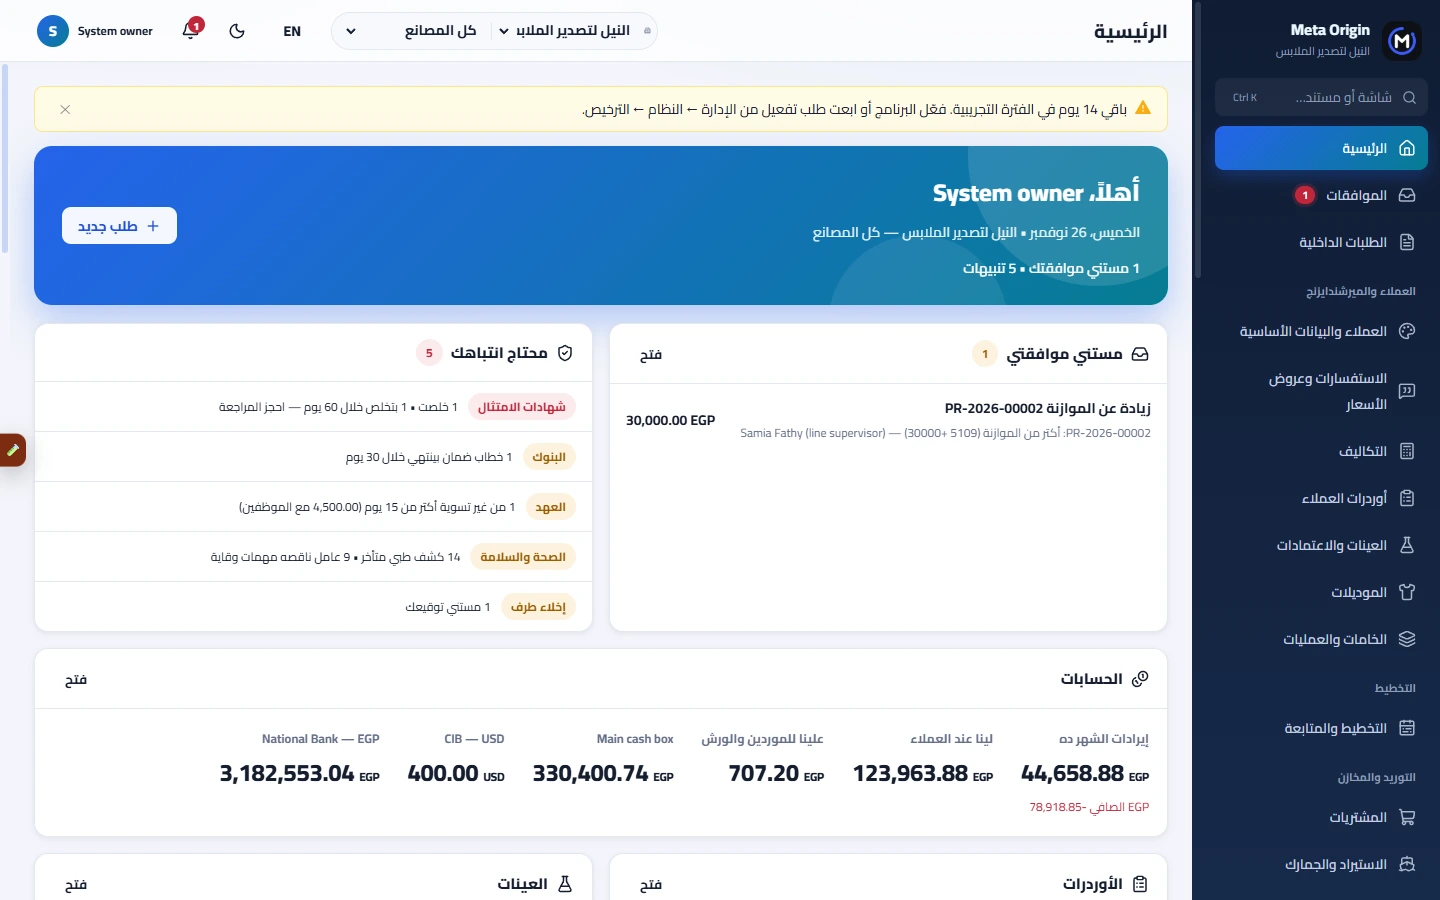 Meta Origin
النيل لتصدير الملابس
شاشة أو مستند... Ctrl K
الرئيسية
الموافقات 1
الطلبات الداخلية
العملاء والميرشندايزنج
العملاء والبيانات الأساسية
الاستفسارات وعروض
الأسعار
التكاليف
أوردرات العملاء
العينات والاعتمادات
الموديلات
الخامات والعمليات
التخطيط
التخطيط والمتابعة
التوريد والمخازن
المشتريات
الاستيراد والجمارك
الرئيسية
النيل لتصدير الملابس
كل المصانع
EN
1
System owner
S
باقي 14 يوم في الفترة التجريبية. فعّل البرنامج أو ابعت طلب تفعيل من الإدارة ← النظام ← الترخيص.
أهلاً، System owner
الخميس، 26 نوفمبر • النيل لتصدير الملابس — كل المصانع
1 مستني موافقتك • 5 تنبيهات
طلب جديد
مستني موافقتي 1
فتح
زيادة عن الموازنة PR-2026-00002
30,000.00 EGP
PR-2026-00002: أكتر من الموازنة (5109 +30000) — Samia Fathy (line supervisor)
محتاج انتباهك 5
شهادات الامتثال 1 خلصت • 1 بتخلص خلال 60 يوم — احجز المراجعة
البنوك 1 خطاب ضمان بينتهي خلال 30 يوم
العهد 1 من غير تسوية أكتر من 15 يوم (4,500.00 مع الموظفين)
الصحة والسلامة 14 كشف طبي متأخر • 9 عامل ناقصه مهمات وقاية
إخلاء طرف 1 مستني توقيعك
الحسابات
فتح
إيرادات الشهر ده
44,658.88 EGP
EGP الصافي -78,918.85
لينا عند العملاء
123,963.88 EGP
علينا للموردين والورش
707.20 EGP
Main cash box
330,400.74 EGP
CIB — USD
400.00 USD
National Bank — EGP
3,182,553.04 EGP
الأوردرات
فتح
العينات
فتح